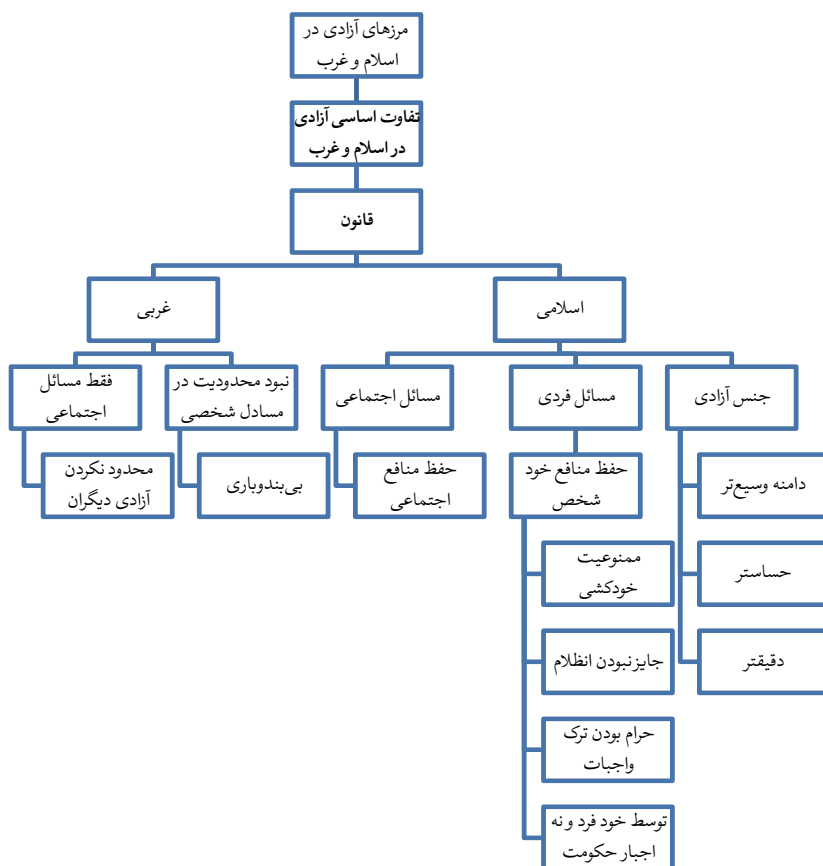 مرزهای آزادی در
اسلام و غرب
تفاوت اساسی آزادی
در اسلام و غرب
قانون
اسلامی
غربی
جنس آزادی
مسائل فردی
مسائل اجتماعی
نبود محدودیت در
مسادل شخصی
فقط مسائل
اجتماعی
دامنه وسیع‌تر
حفظ منافع خود
شخص
حفظ منافع
اجتماعی
بی‌بندوباری
محدود نکردن
آزادی دیگران
حساستر
ممنوعیت
خودکشی
دقیقتر
جایزنبودن انظلام
حرام بودن ترک
واجبات
توسط خود فرد و نه
اجبار حکومت